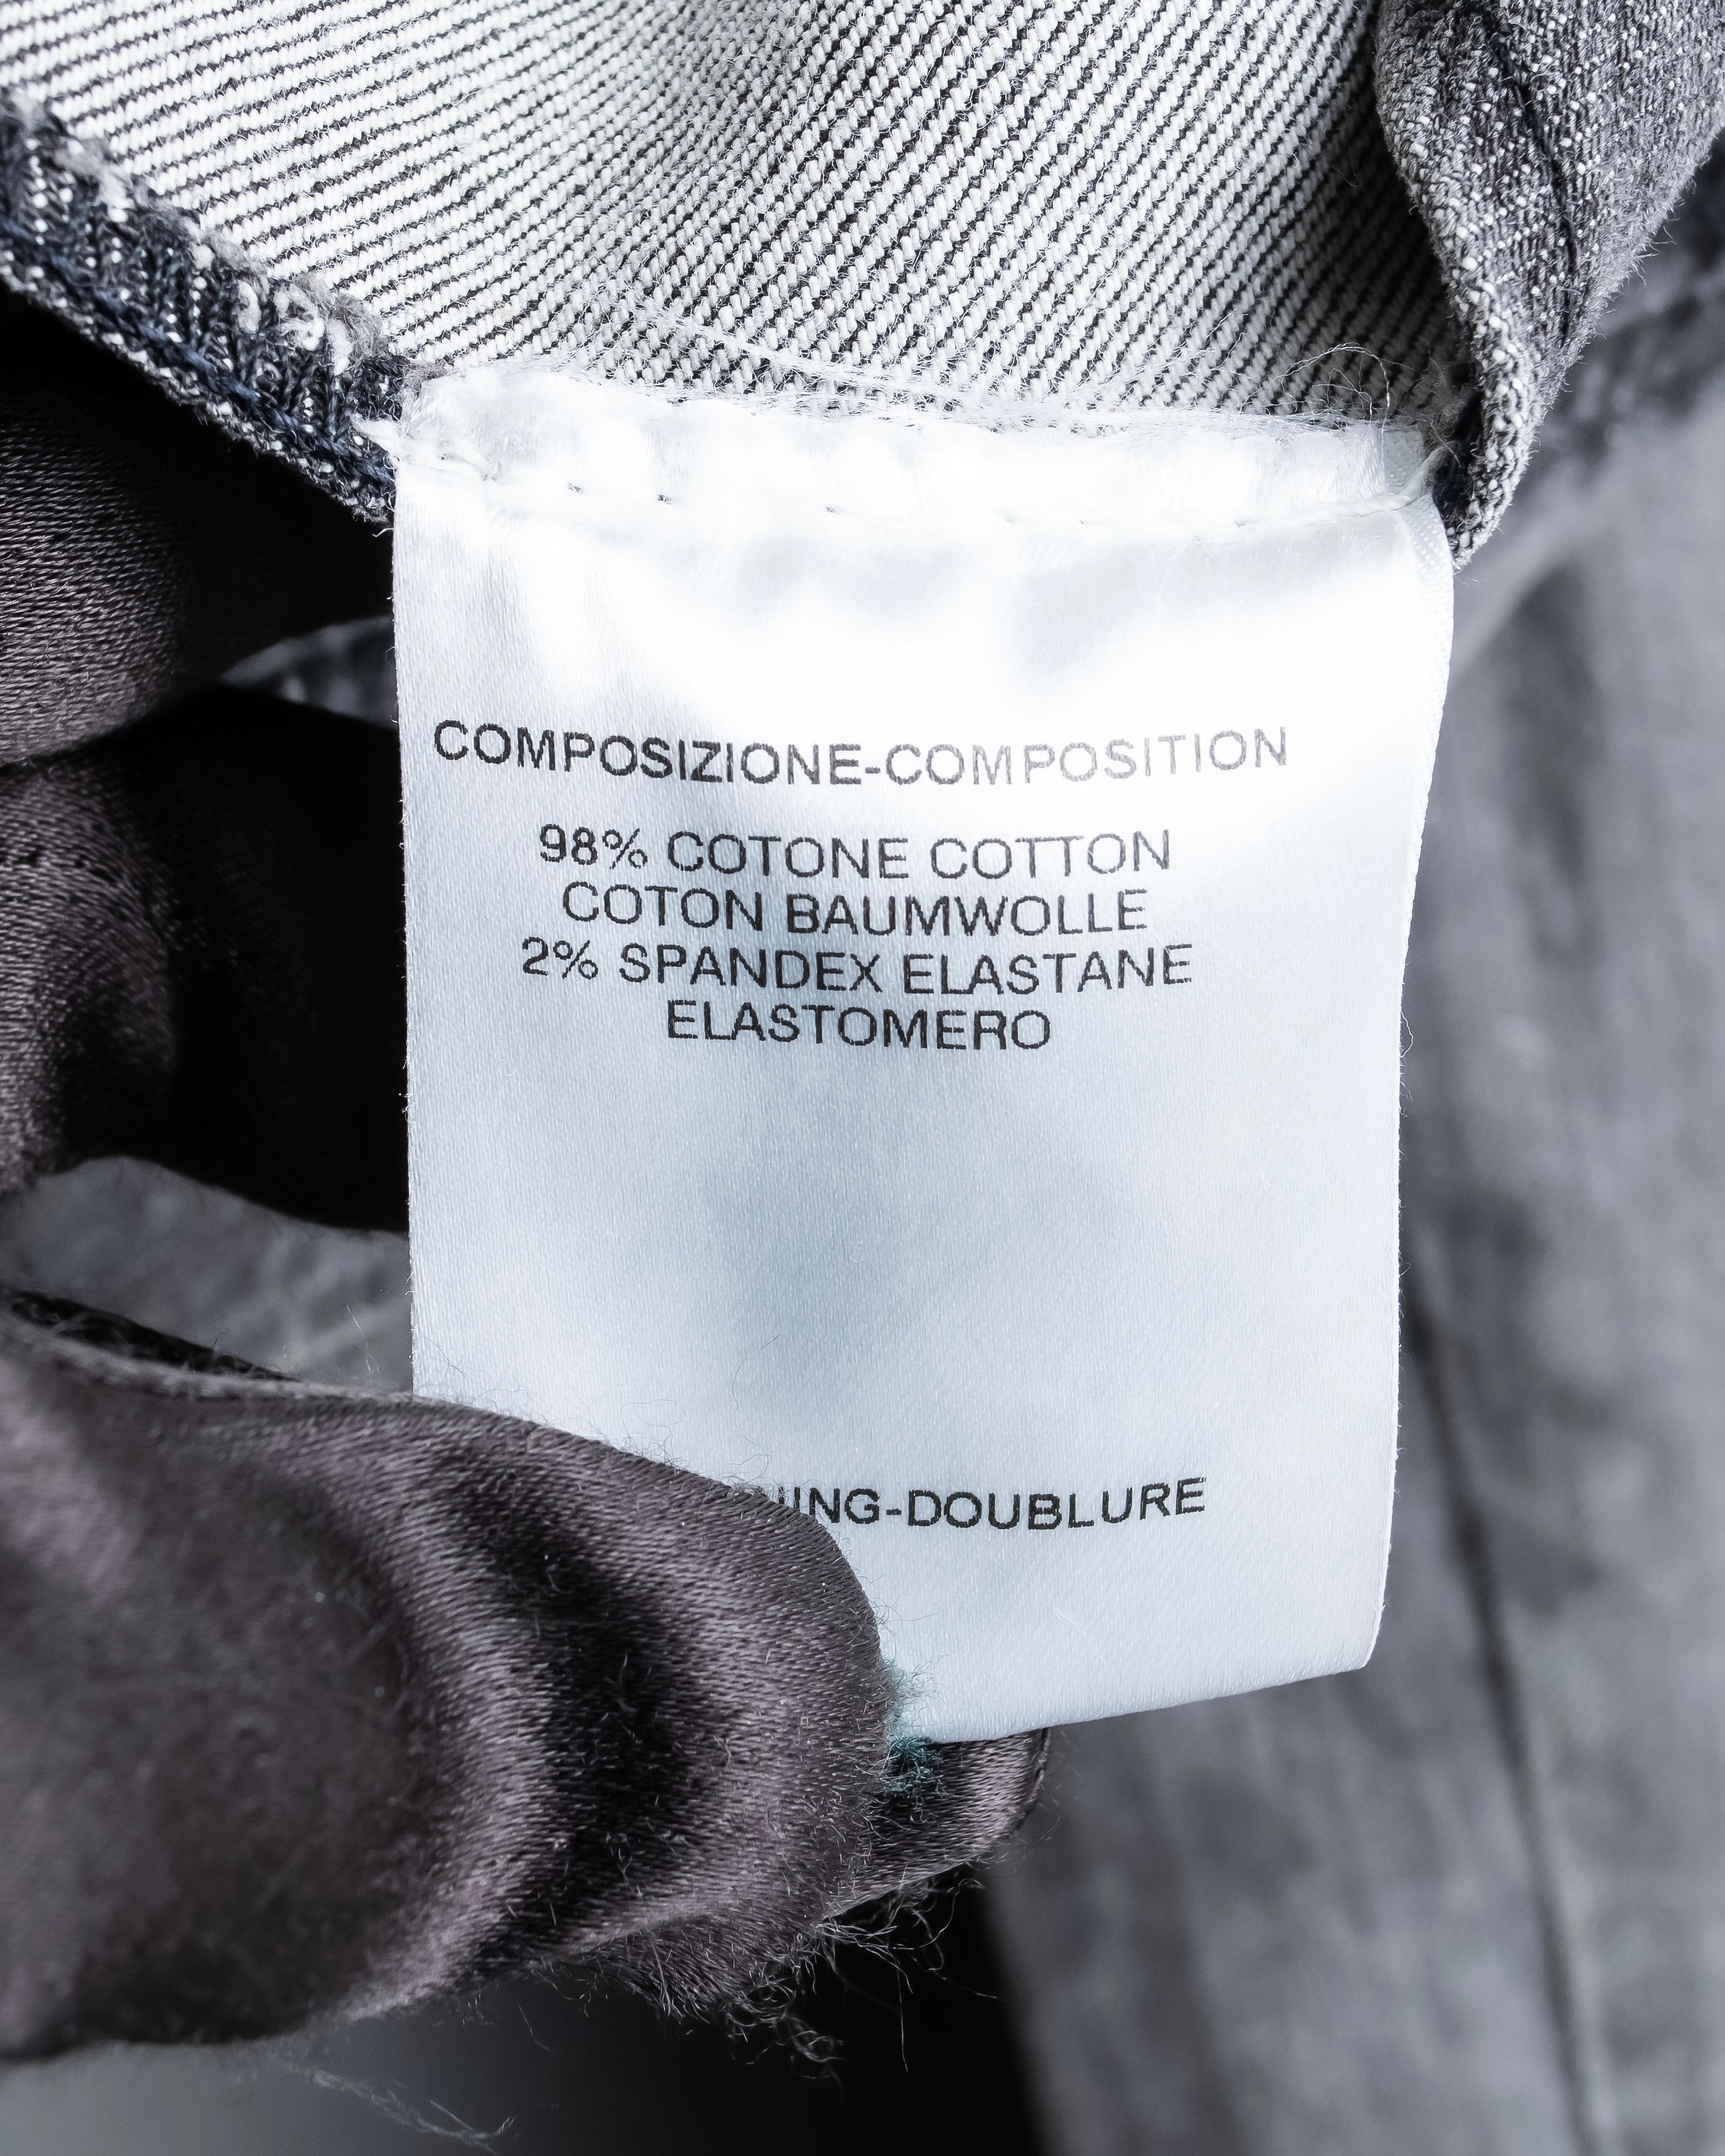 COMPOSIZIONE-COMPOSITION
98% COTONE COTTON
COTON BAUMWOLLE
2% SPANDEX ELASTANE
ELASTOMERO
DOUBLURE